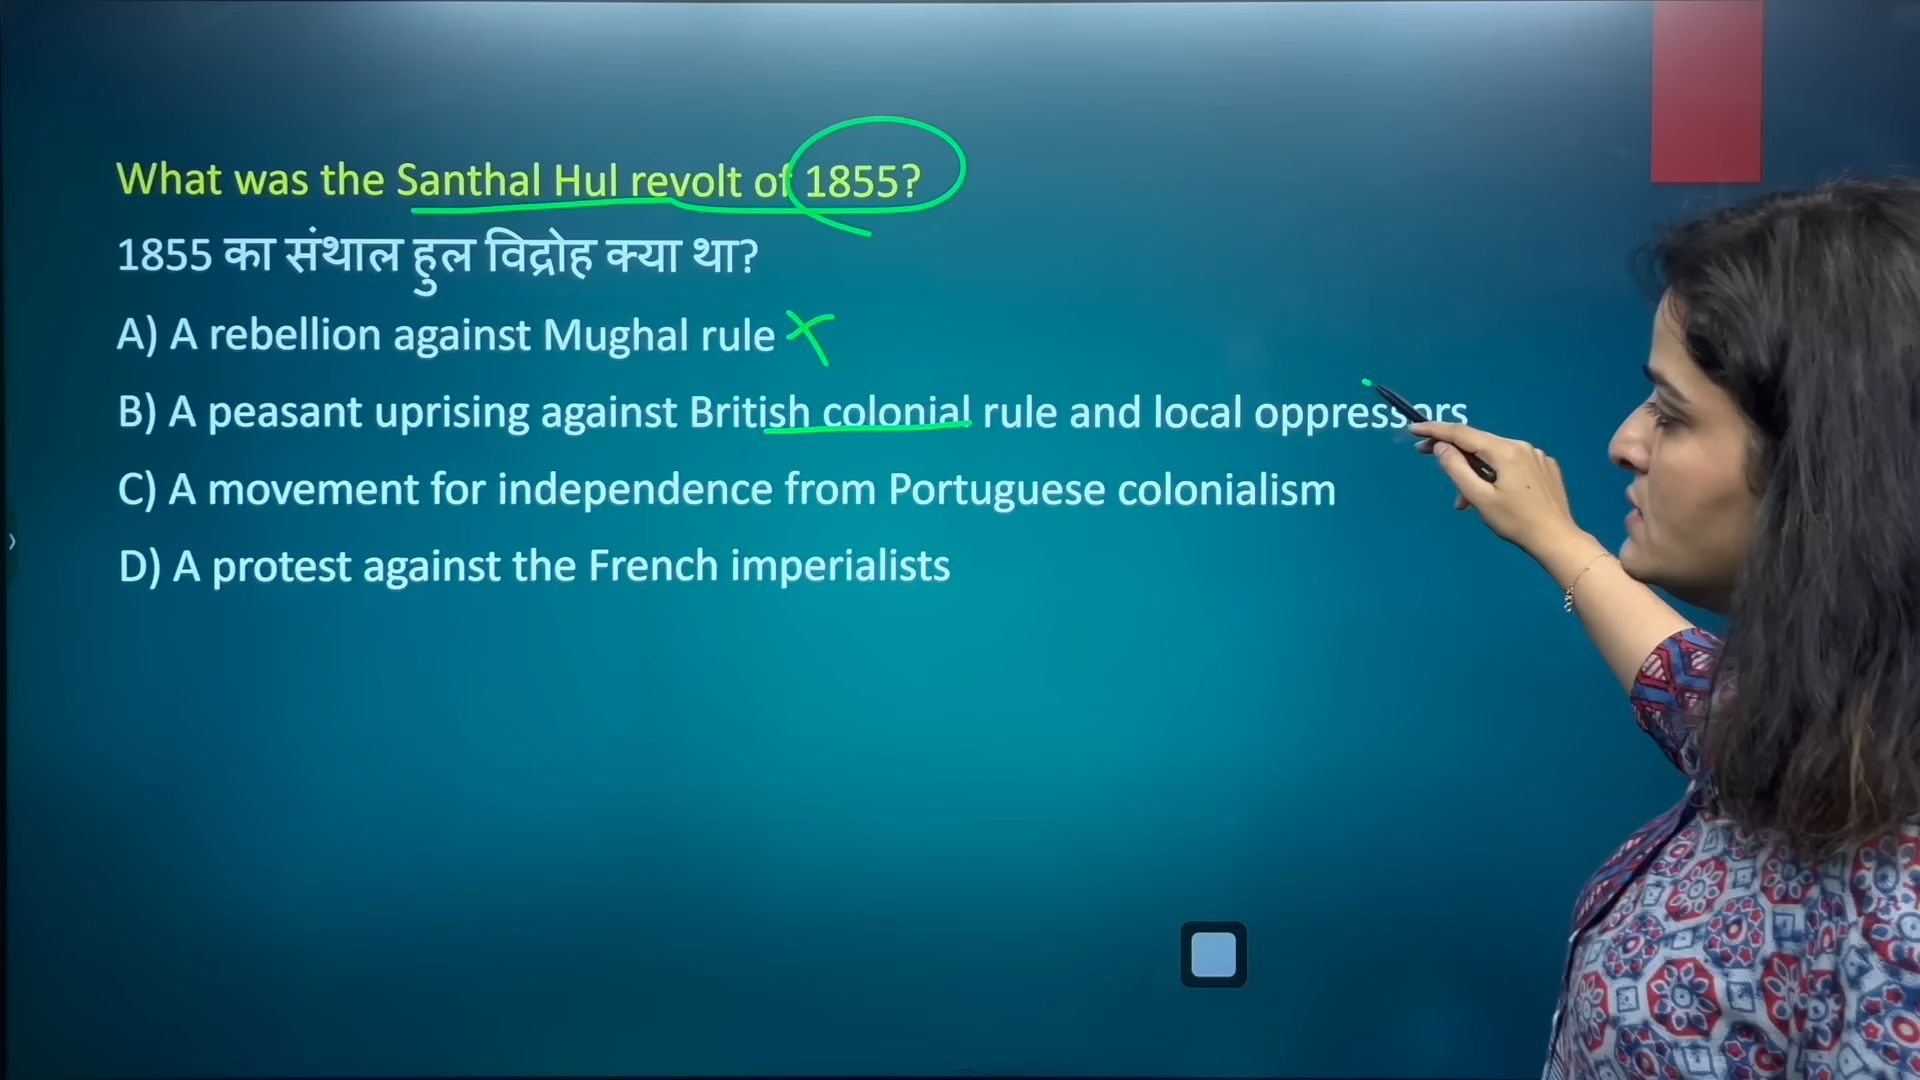 What was the Santhal Hul revolt of 1855?
1855 का संथाल हुल विद्रोह क्या था?
A) A rebellion against Mughal rule
B) A peasant uprising against British colonial rule and local oppressors
C) A movement for independence from Portuguese colonialism
D) A protest against the French imperialists